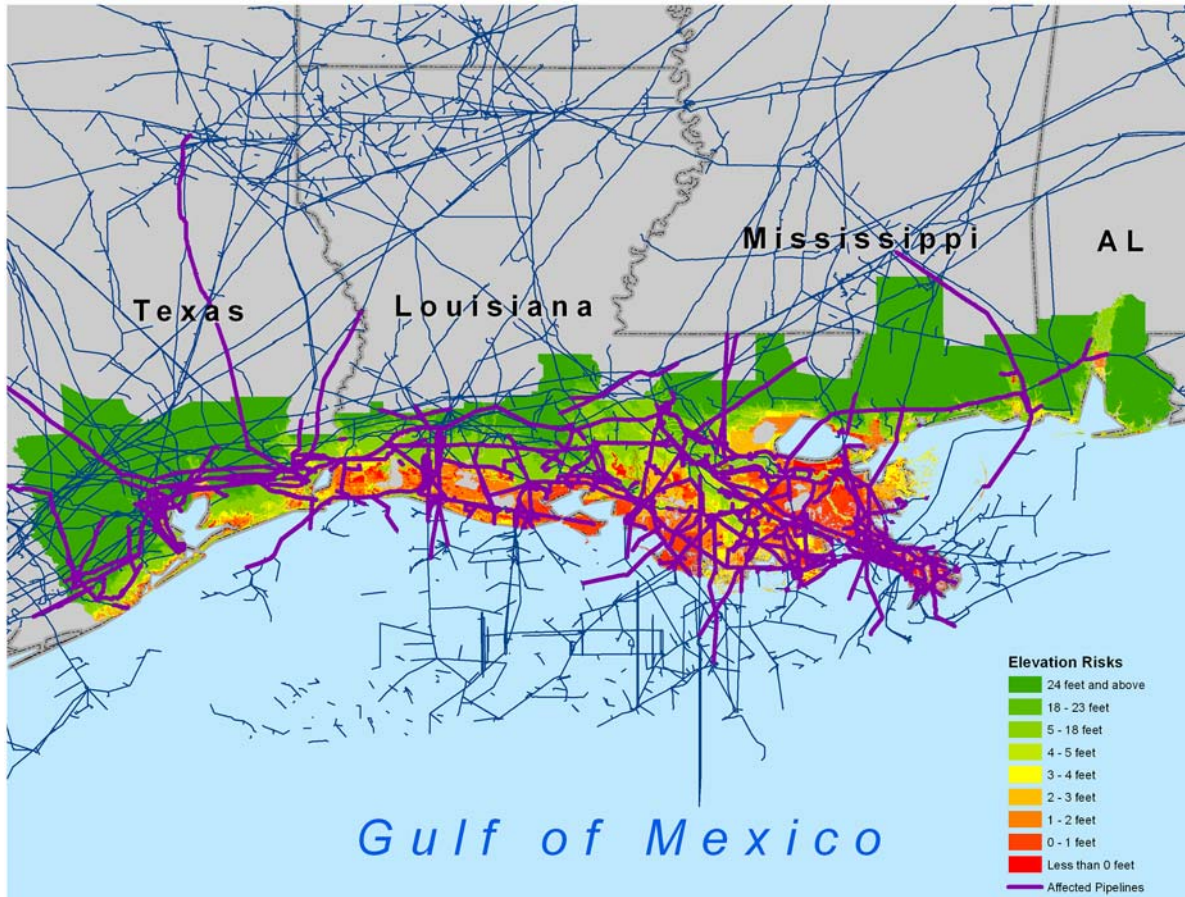 Mississippi
AL
Texas
Louisiana
Elevation Risks
24 feet and above
18 - 23 feet
5 - 18 feet
4 - 5 feet
3 - 4 feet
2 - 3 feet
1 - 2 feet
0 - 1 feet
Less than 0 feet
Affected Pipelines
Gulf of Mexico